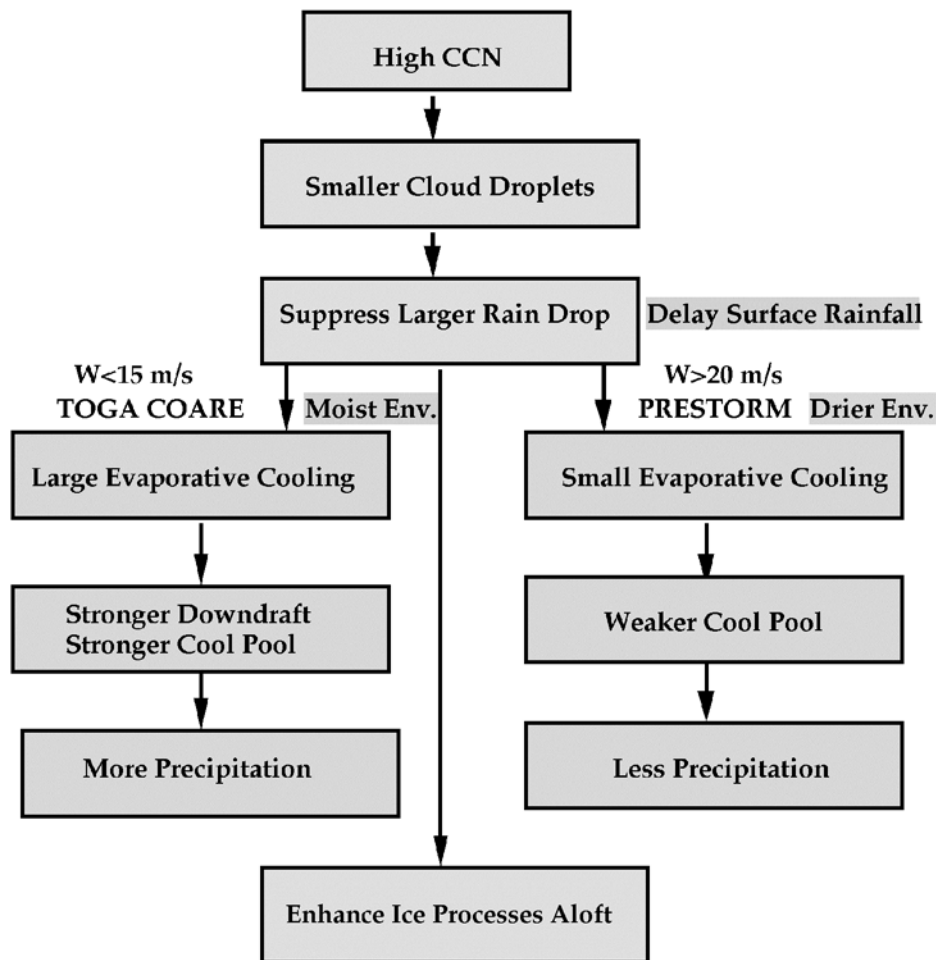 High CCN
Smaller Cloud Droplets
Suppress Larger Rain Drop
Delay Surface Rainfall
W<15 m/s
TOGA COARE
Moist Env.
W>20 m/s
PRESTORM
Drier Env.
Large Evaporative Cooling
Small Evaporative Cooling
Stronger Downdraft
Stronger Cool Pool
Weaker Cool Pool
More Precipitation
Less Precipitation
Enhance Ice Processes Aloft